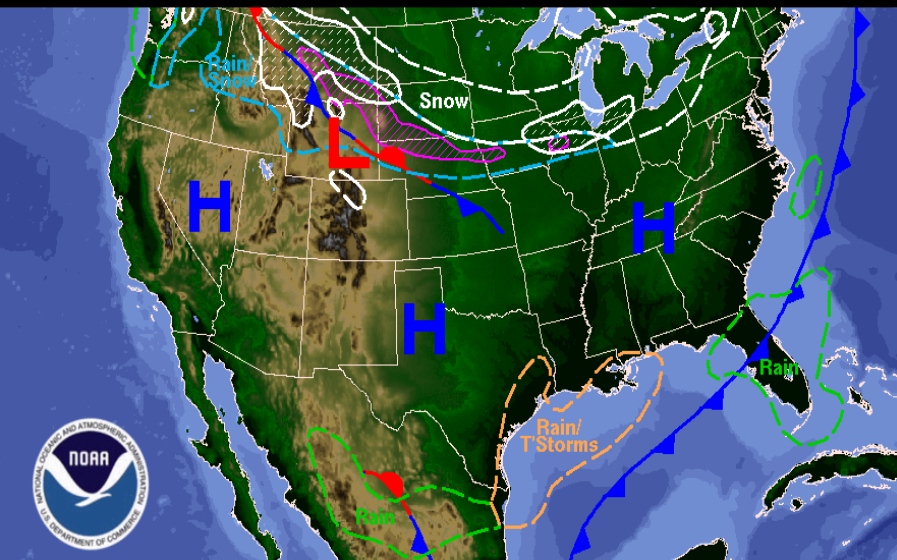 Rain/
Snow
Snow
L
H
H
H
Rain
Rain/
T'Storms
Rain
NATIONAL OCEANIC AND ATMOSPHERIC ADMINISTRATION
NOAA
U.S. DEPARTMENT OF COMMERCE